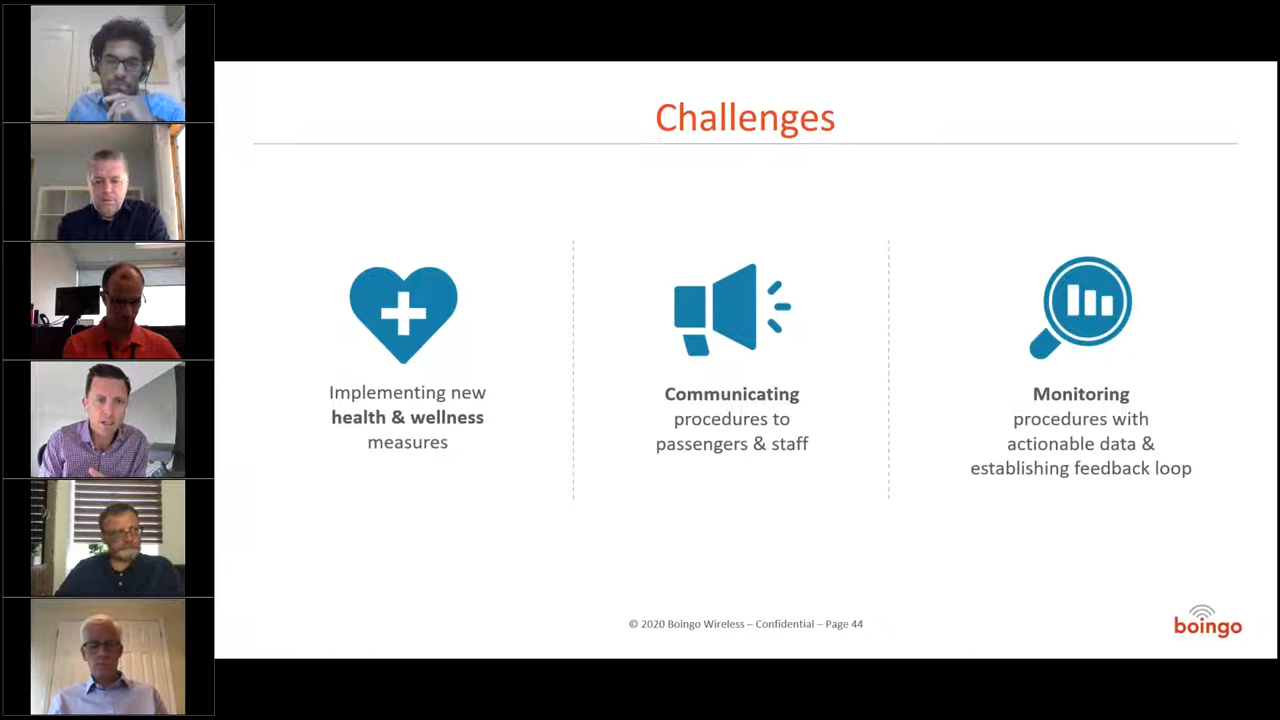 Challenges
Implementing new
health & wellness
measures
Communicating
procedures to
passengers & staff
Monitoring
procedures with
actionable data &
establishing feedback loop
© 2020 Boingo Wireless – Confidential – Page 44
boingo